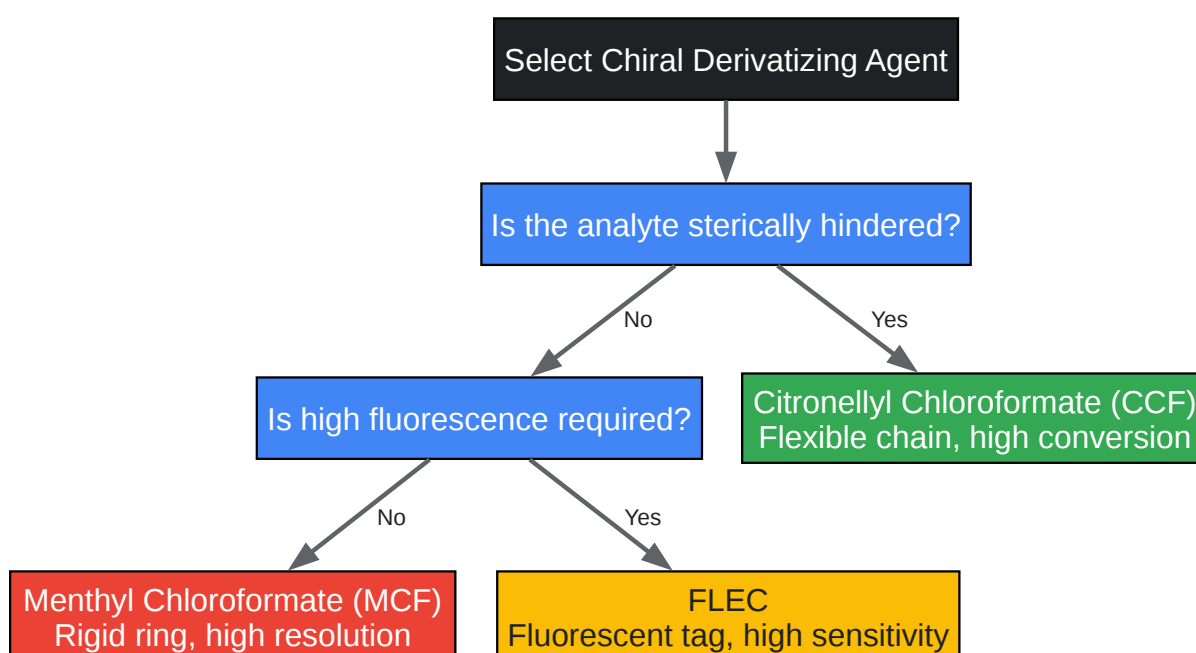 Select Chiral Derivatizing Agent
Is the analyte sterically hindered?
No
Yes
Is high fluorescence required?
Citronellyl Chloroformate (CCF)
Flexible chain, high conversion
No
Yes
Menthyl Chloroformate (MCF)
Rigid ring, high resolution
FLEC
Fluorescent tag, high sensitivity